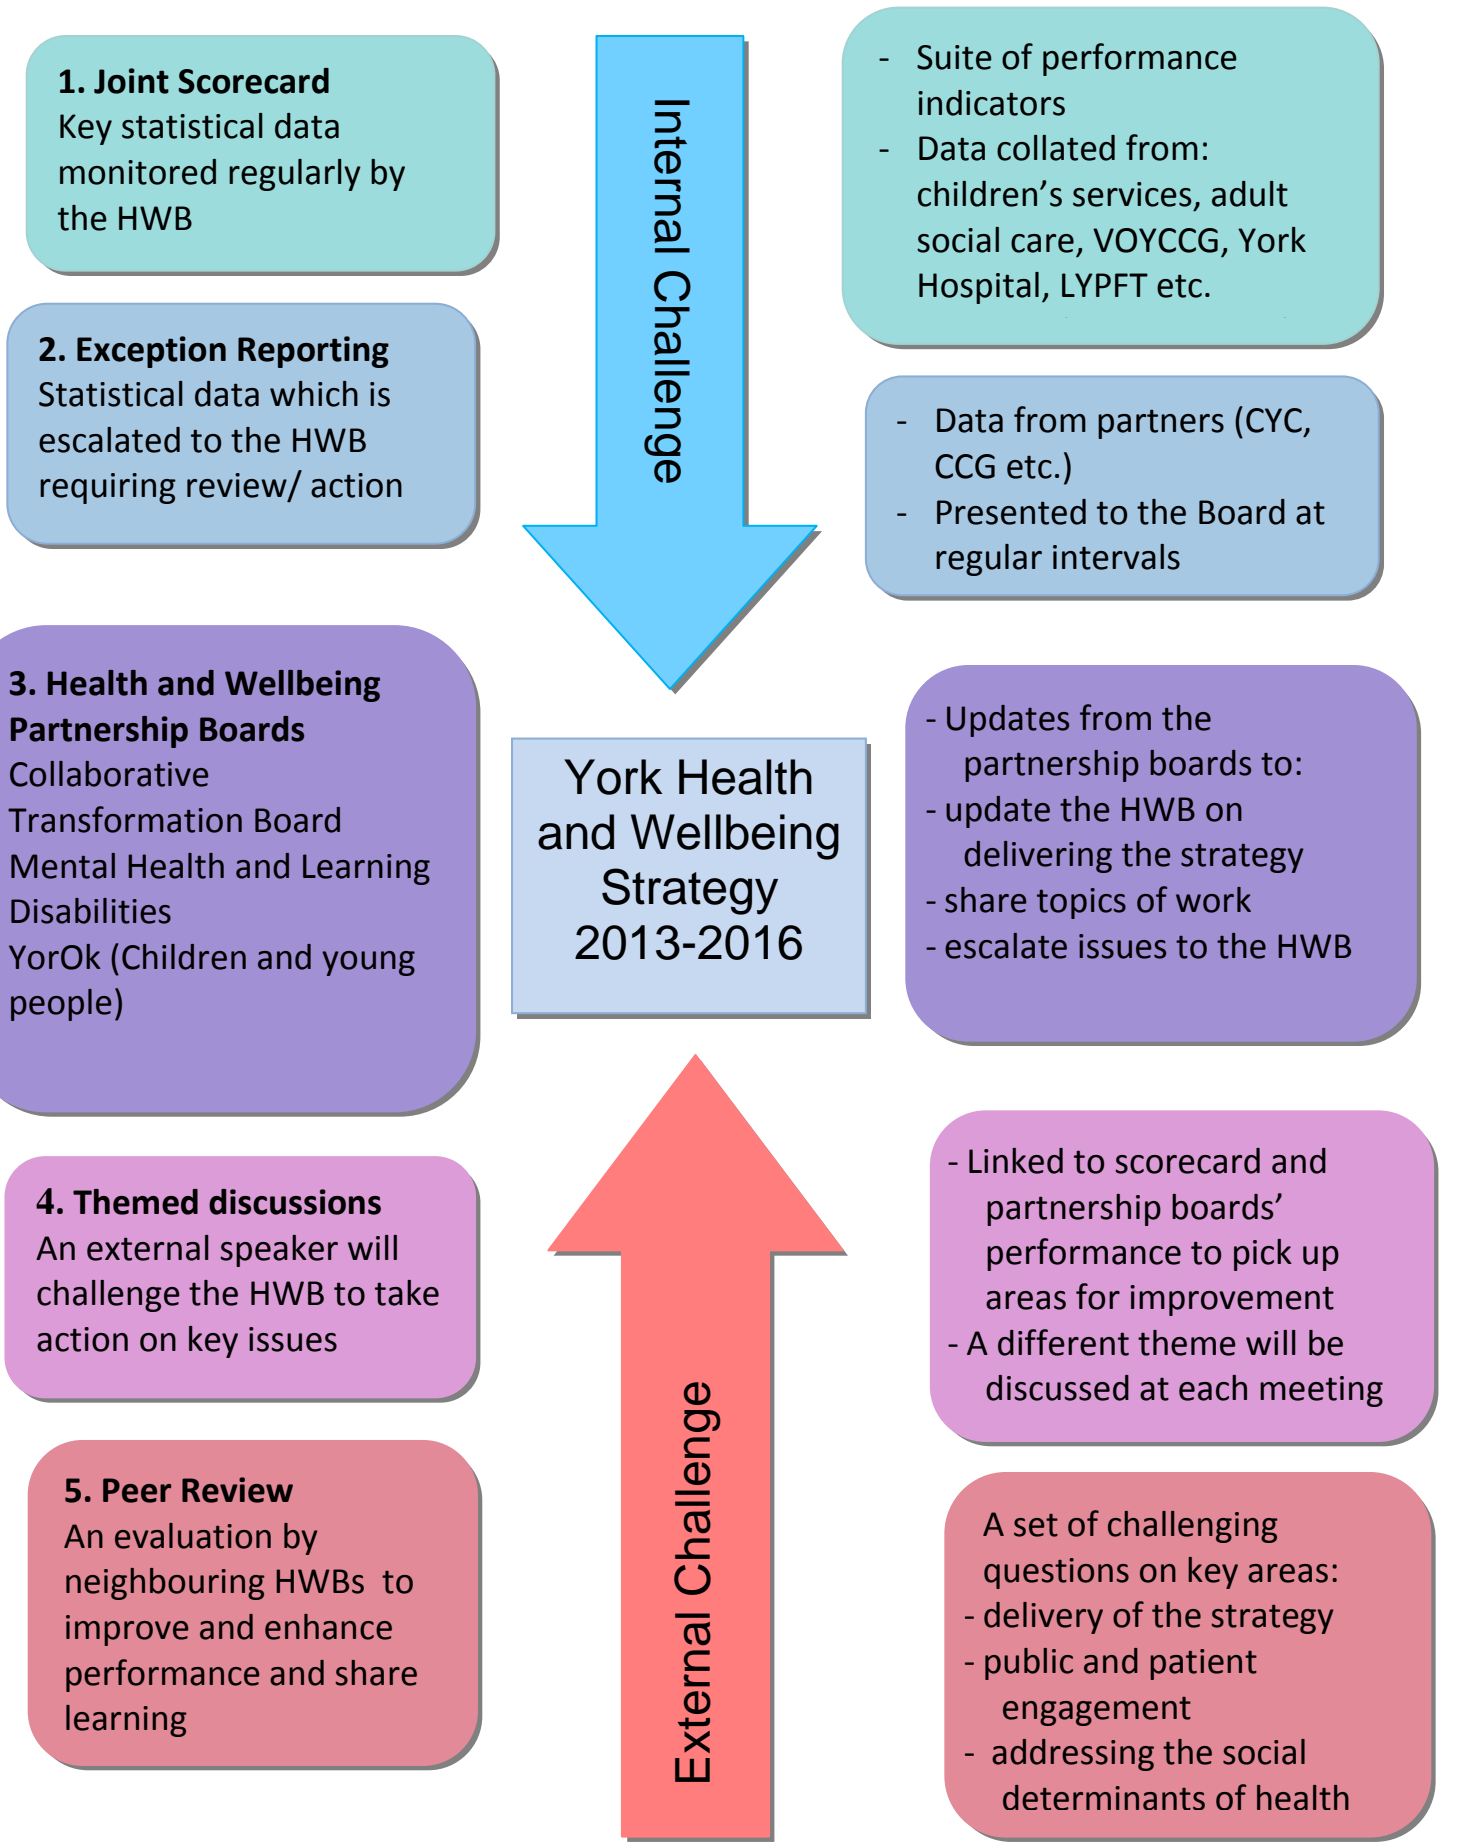 1. Joint Scorecard
Key statistical data
monitored regularly by
the HWB
Internal Challenge
- Suite of performance
indicators
- Data collated from:
children’s services, adult
social care, VOYCCG, York
Hospital, LYPFT etc.
2. Exception Reporting
Statistical data which is
escalated to the HWB
requiring review/ action
- Data from partners (CYC,
CCG etc.)
- Presented to the Board at
regular intervals
3. Health and Wellbeing
Partnership Boards
Collaborative
Transformation Board
Mental Health and Learning
Disabilities
YorOk (Children and young
people)
York Health
and Wellbeing
Strategy
2013-2016
- Updates from the
partnership boards to:
- update the HWB on
delivering the strategy
- share topics of work
- escalate issues to the HWB
4. Themed discussions
An external speaker will
challenge the HWB to take
action on key issues
External Challenge
- Linked to scorecard and
partnership boards’
performance to pick up
areas for improvement
- A different theme will be
discussed at each meeting
5. Peer Review
An evaluation by
neighbouring HWBs to
improve and enhance
performance and share
learning
A set of challenging
questions on key areas:
- delivery of the strategy
- public and patient
engagement
- addressing the social
determinants of health